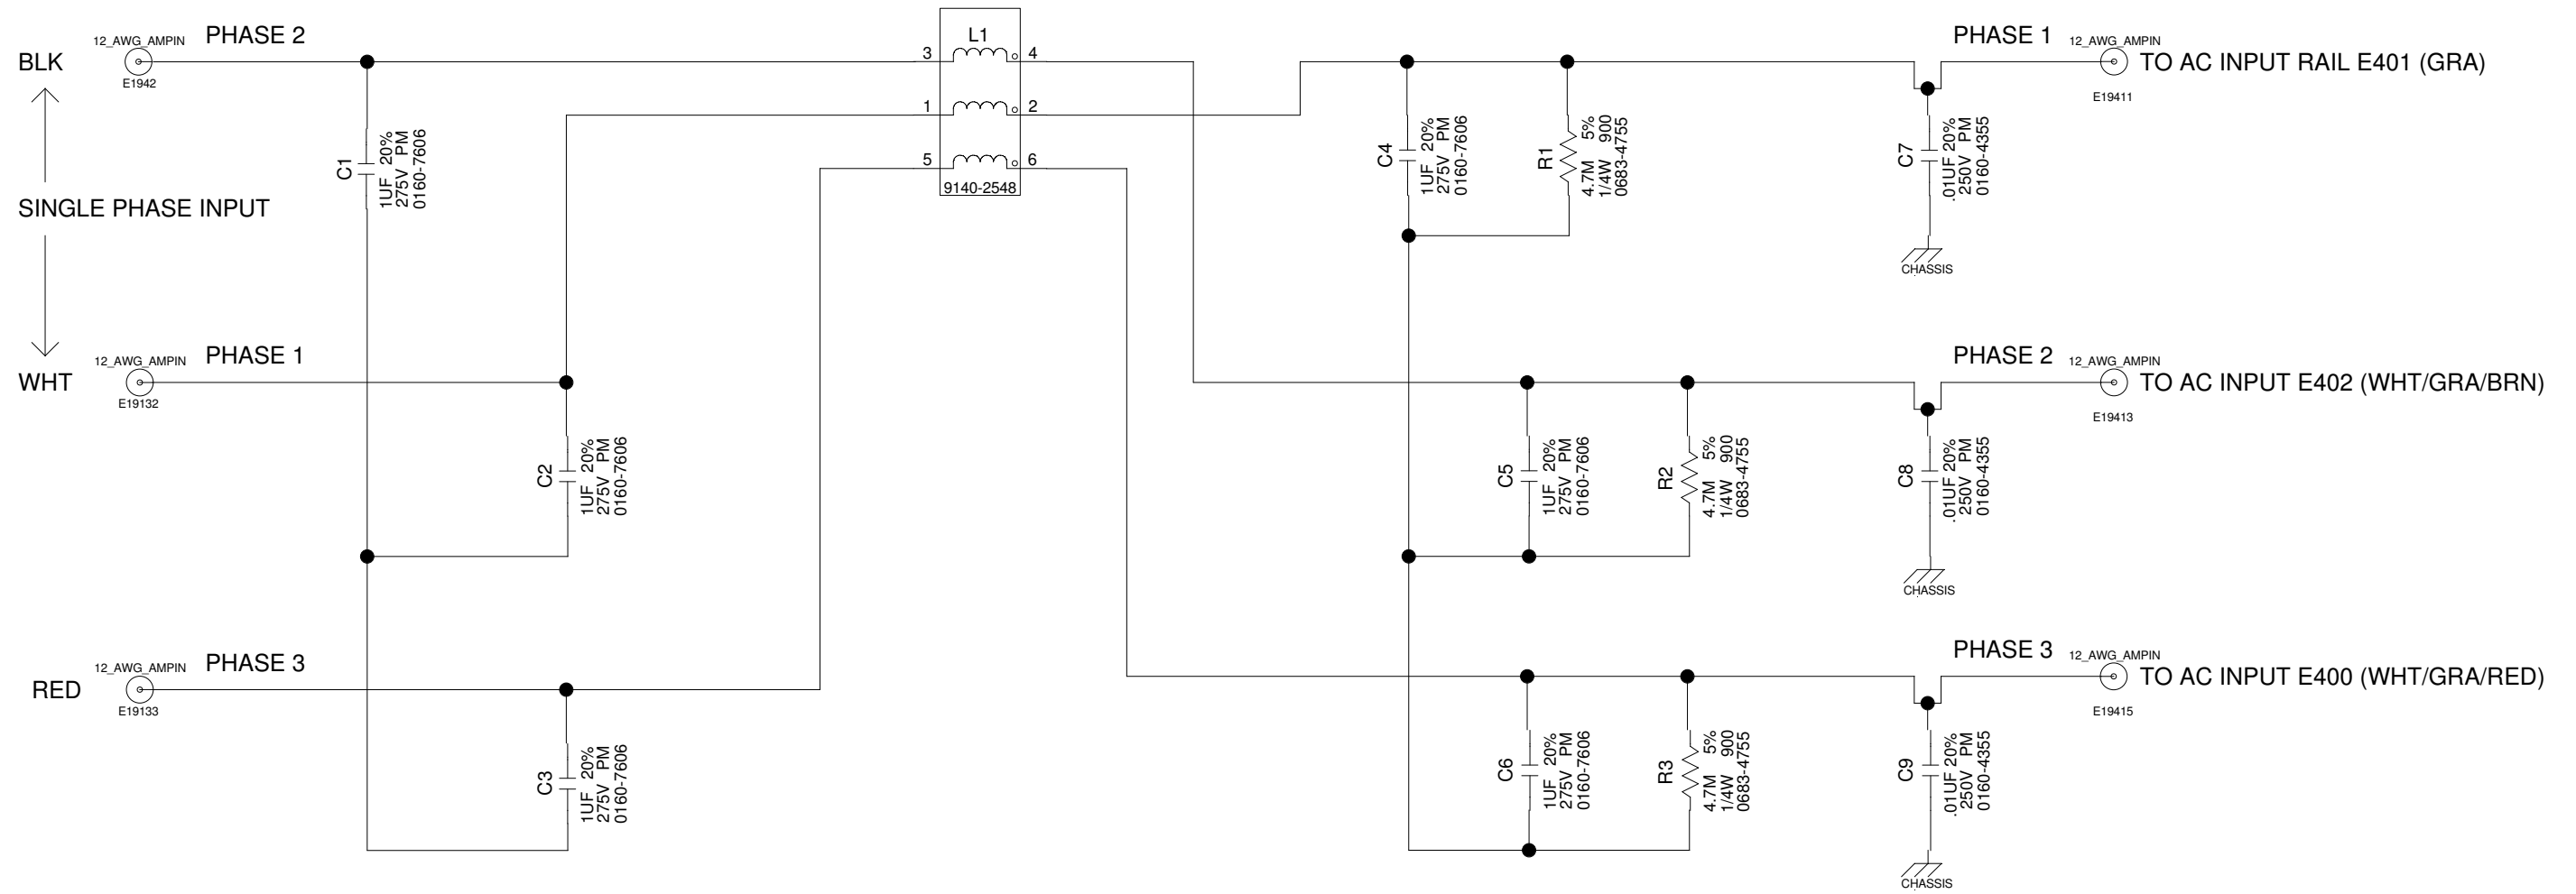 12_AWG_AMPIN
PHASE 2
BLK
E1942
SINGLE PHASE INPUT
C1
1UF 20%
275V PM
0160-7606
12_AWG_AMPIN
PHASE 1
WHT
E19132
C2
1UF 20%
275V PM
0160-7606
12_AWG_AMPIN
PHASE 3
RED
E19133
C3
1UF 20%
275V PM
0160-7606
L1
3 4
1 2
5 6
9140-2548
C4
1UF 20%
275V PM
0160-7606
R1
4.7M 5%
1/4W 900
0683-4755
PHASE 1
12_AWG_AMPIN
TO AC INPUT RAIL E401 (GRA)
E19411
C7
.01UF 20%
250V PM
0160-4355
CHASSIS
C5
1UF 20%
275V PM
0160-7606
R2
4.7M 5%
1/4W 900
0683-4755
PHASE 2
12_AWG_AMPIN
TO AC INPUT E402 (WHT/GRA/BRN)
E19413
C8
.01UF 20%
250V PM
0160-4355
CHASSIS
C6
1UF 20%
275V PM
0160-7606
R3
4.7M 5%
1/4W 900
0683-4755
PHASE 3
12_AWG_AMPIN
TO AC INPUT E400 (WHT/GRA/RED)
E19415
C9
.01UF 20%
250V PM
0160-4355
CHASSIS